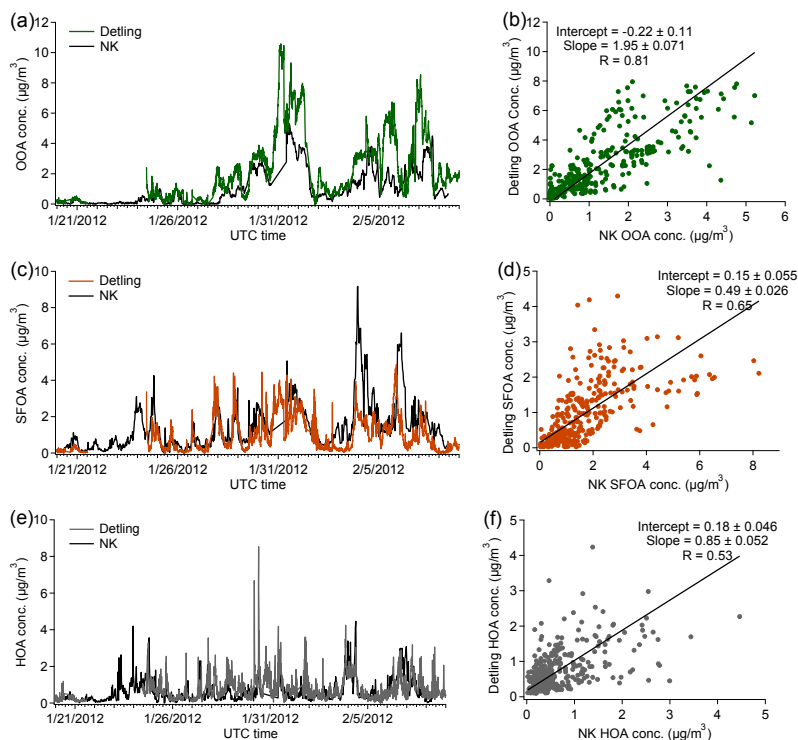 (a)
12
10
8
6
4
2
0
OOA conc. (µg/m³)
Detling
NK
1/21/2012
1/26/2012
1/31/2012
2/5/2012
UTC time
(b)
12
10
8
6
4
2
0
Detling OOA Conc. (µg/m³)
Intercept = -0.22 ± 0.11
Slope = 1.95 ± 0.071
R = 0.81
0
1
2
3
4
5
6
NK OOA conc. (µg/m³)
(c)
10
8
6
4
2
0
SFOA conc. (µg/m³)
Detling
NK
1/21/2012
1/26/2012
1/31/2012
2/5/2012
UTC time
(d)
5
4
3
2
1
0
Detling SFOA conc. (µg/m³)
Intercept = 0.15 ± 0.055
Slope = 0.49 ± 0.026
R = 0.65
0
2
4
6
8
NK SFOA conc. (µg/m³)
(e)
10
8
6
4
2
0
HOA conc. (µg/m³)
Detling
NK
1/21/2012
1/26/2012
1/31/2012
2/5/2012
UTC time
(f)
5
4
3
2
1
0
Detling HOA conc. (µg/m³)
Intercept = 0.18 ± 0.046
Slope = 0.85 ± 0.052
R = 0.53
0
1
2
3
4
5
NK HOA conc. (µg/m³)